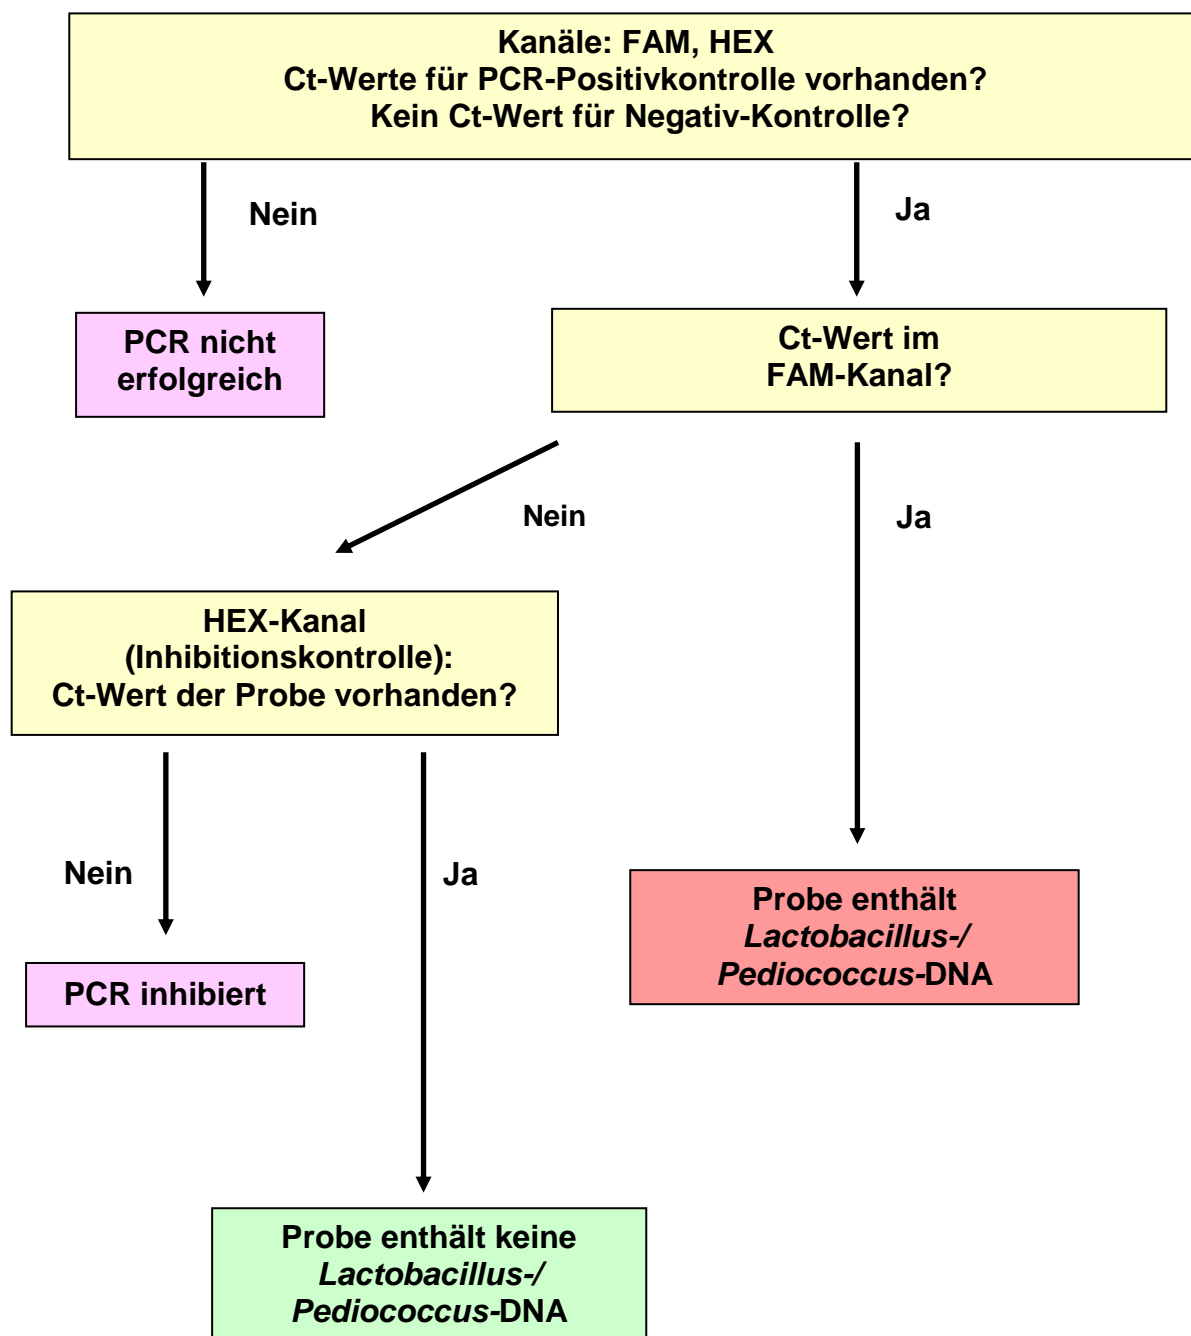 Kanäle: FAM, HEX
Ct-Werte für PCR-Positivkontrolle vorhanden?
Kein Ct-Wert für Negativ-Kontrolle?
Nein
Ja
PCR nicht
erfolgreich
Ct-Wert im
FAM-Kanal?
Nein
Ja
HEX-Kanal
(Inhibitionskontrolle):
Ct-Wert der Probe vorhanden?
Nein
Ja
Probe enthält
Lactobacillus-/
Pediococcus-DNA
PCR inhibiert
Probe enthält keine
Lactobacillus-/
Pediococcus-DNA